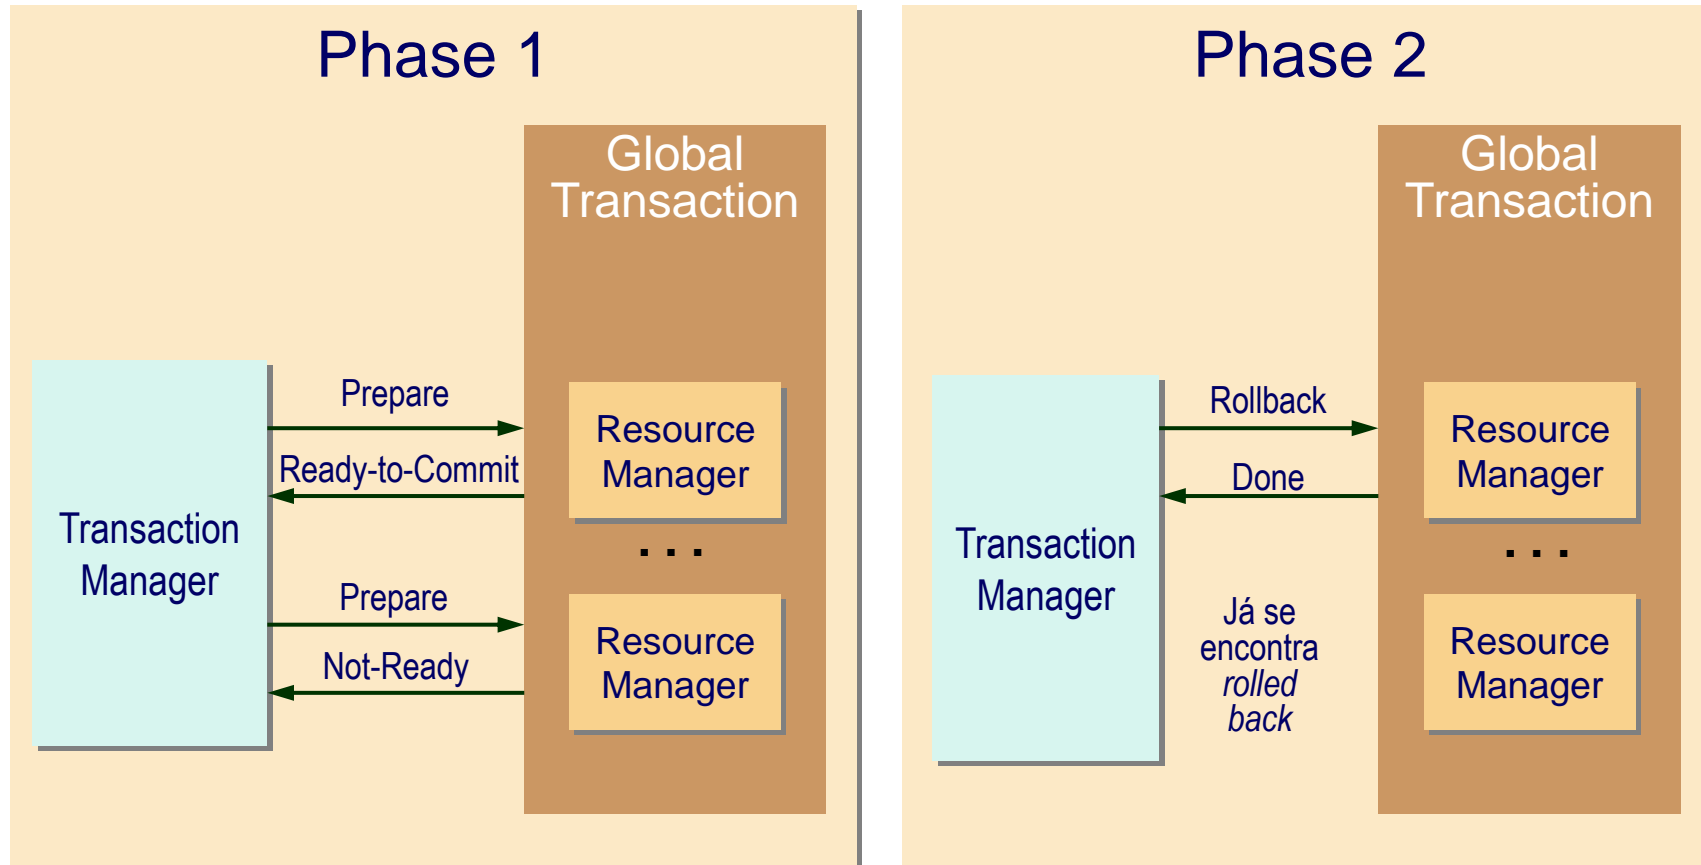 Phase 1
Global
Transaction
Transaction
Manager
Prepare
Ready-to-Commit
Resource
Manager
. . .
Prepare
Not-Ready
Resource
Manager
Phase 2
Global
Transaction
Transaction
Manager
Rollback
Done
Resource
Manager
. . .
Já se
encontra
rolled
back
Resource
Manager